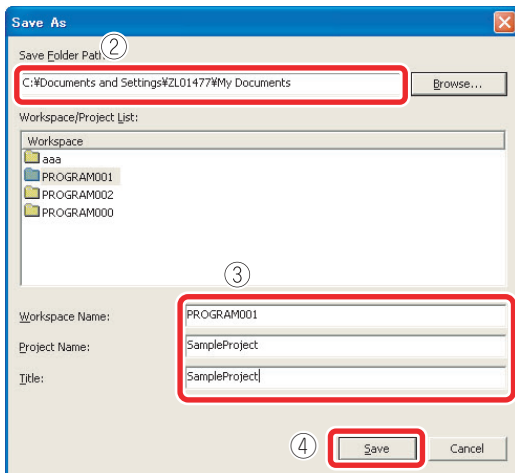 Save As
②
Save Folder Path:
C:¥Documents and Settings¥ZL01477¥My Documents
Browse...
Workspace/Project List:
Workspace
aaa
PROGRAM001
PROGRAM002
PROGRAM000
③
Workspace Name: PROGRAM001
Project Name: SampleProject
Title: SampleProject
④ Save Cancel